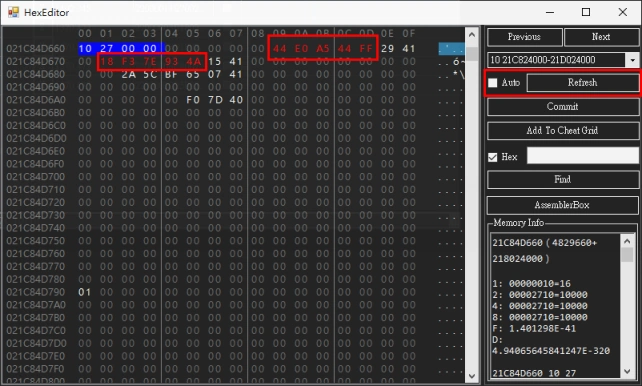 HexEditor
00 01 02 03 04 05 06 07 08 09 0A 0B 0C 0D 0E 0F
021C84D660 10 27 00 00 00 00 00 00 00 44 E0 A5 44 FF 29 41
021C84D670 00 18 F3 7E 93 4A 15 41 00 00 00 00 00 00 00 00
021C84D680 00 00 2A 5C BF 65 07 41 00 00 00 00 00 00 00 00
021C84D690 00 00 00 00 00 00 00 00 00 00 00 00 00 00 00 00
021C84D6A0 00 00 00 00 00 F0 7D 40 00 00 00 00 00 00 00 00
021C84D6B0 00 00 00 00 00 00 00 00 00 00 00 00 00 00 00 00
021C84D6C0 00 00 00 00 00 00 00 00 00 00 00 00 00 00 00 00
021C84D6D0 00 00 00 00 00 00 00 00 00 00 00 00 00 00 00 00
021C84D6E0 00 00 00 00 00 00 00 00 00 00 00 00 00 00 00 00
021C84D6F0 00 00 00 00 00 00 00 00 00 00 00 00 00 00 00 00
021C84D700 00 00 00 00 00 00 00 00 00 00 00 00 00 00 00 00
021C84D710 00 00 00 00 00 00 00 00 00 00 00 00 00 00 00 00
021C84D720 00 00 00 00 00 00 00 00 00 00 00 00 00 00 00 00
021C84D730 00 00 00 00 00 00 00 00 00 00 00 00 00 00 00 00
021C84D740 00 00 00 00 00 00 00 00 00 00 00 00 00 00 00 00
021C84D750 00 00 00 00 00 00 00 00 00 00 00 00 00 00 00 00
021C84D760 00 00 00 00 00 00 00 00 00 00 00 00 00 00 00 00
021C84D770 00 00 00 00 00 00 00 00 00 00 00 00 00 00 00 00
021C84D780 00 00 00 00 00 00 00 00 00 00 00 00 00 00 00 00
021C84D790 01 00 00 00 00 00 00 00 00 00 00 00 00 00 00 00
021C84D7A0 00 00 00 00 00 00 00 00 00 00 00 00 00 00 00 00
021C84D7B0 00 00 00 00 00 00 00 00 00 00 00 00 00 00 00 00
021C84D7C0 00 00 00 00 00 00 00 00 00 00 00 00 00 00 00 00
021C84D7D0 00 00 00 00 00 00 00 00 00 00 00 00 00 00 00 00
021C84D7E0 00 00 00 00 00 00 00 00 00 00 00 00 00 00 00 00
021C84D7F0 00 00 00 00 00 00 00 00 00 00 00 00 00 00 00 00
021C84D800 00 00 00 00 00 00 00 00 00 00 00 00 00 00 00 00
Previous Next
10 21C824000-21D024000
Auto Refresh
Commit
Add To Cheat Grid
Hex
Find
AssemblerBox
Memory Info
21C84D660(4829660+
218024000)
1: 00000010=16
2: 00002710=10000
4: 00002710=10000
8: 00002710=10000
F: 1.401298E-41
D:
4.94065645841247E-320
21C84D660 10 27